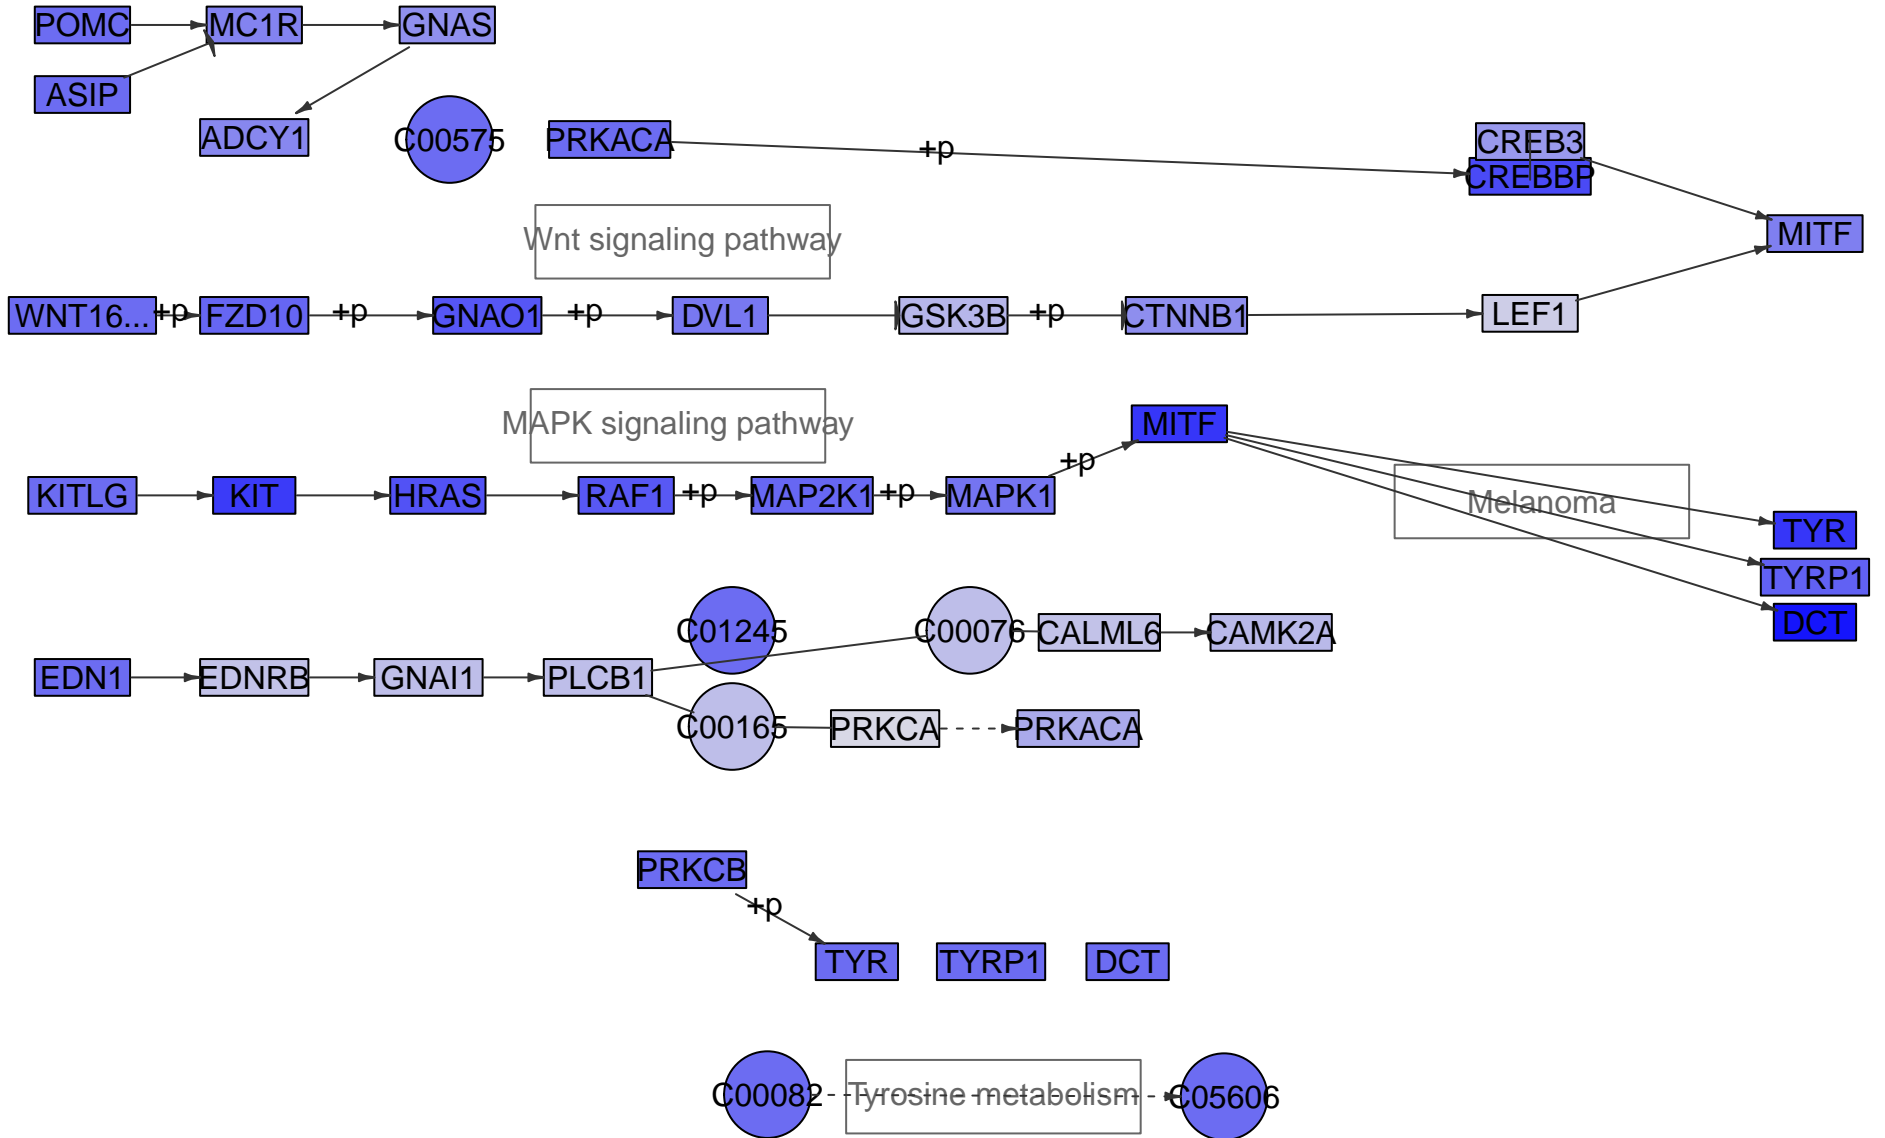 POMC MC1R GNAS
ASIP
ADCY1 C00575 PRKACA +p CREB3
CREBBP
Wnt signaling pathway MITF
WNT16... +p FZD10 +p GNAO1 +p DVL1 GSK3B +p CTNNB1 LEF1
MAPK signaling pathway MITF
+p
KITLG KIT HRAS RAF1 +p MAP2K1 +p MAPK1 Melanoma
TYR
TYRP1
C01245 C00076 CALML6 CAMK2A DCT
EDN1 EDNRB GNAI1 PLCB1
C00165 PRKCA PRKACA
PRKCB
+p
TYR TYRP1 DCT
C00082 Tyrosine metabolism C05606